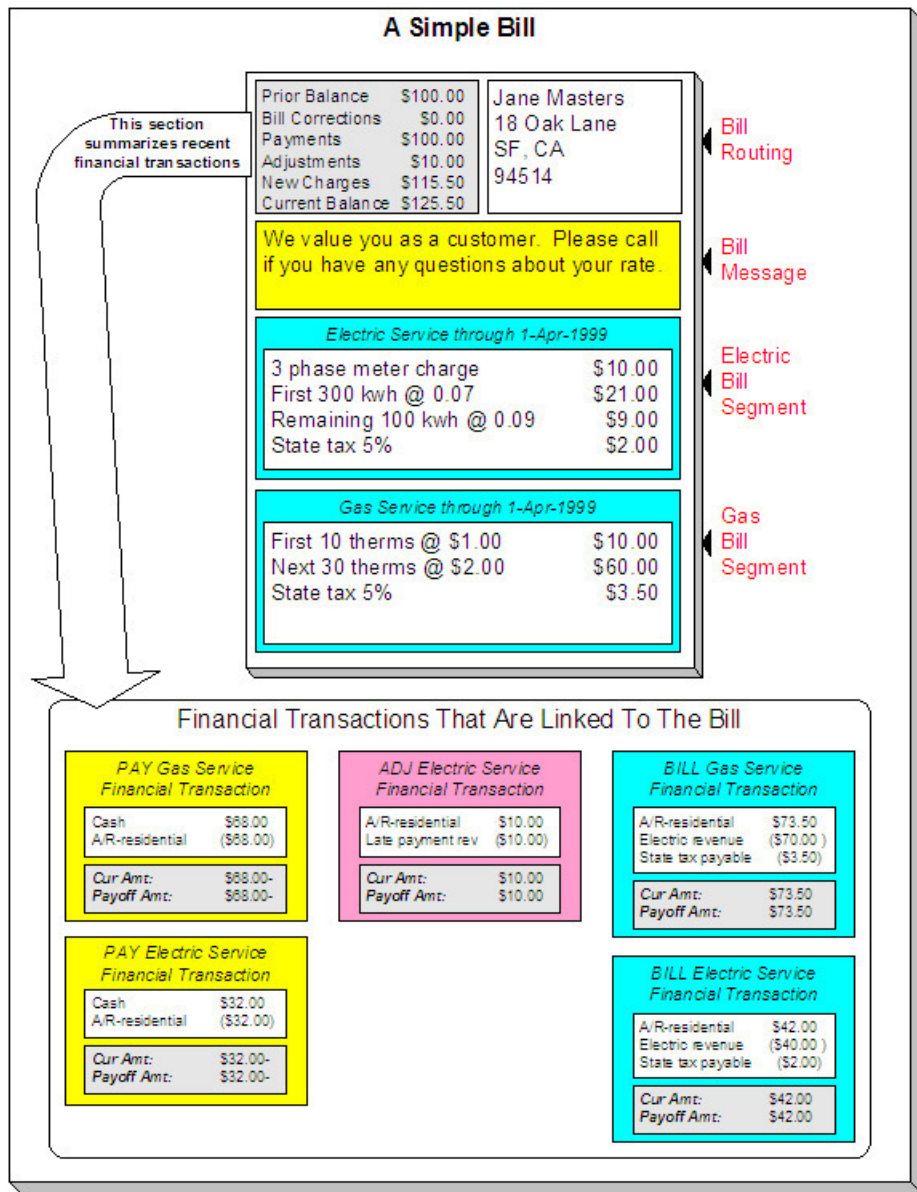 A Simple Bill
This section
summarizes recent
financial transactions
Prior Balance $100.00
Bill Corrections $0.00
Payments $100.00
Adjustments $10.00
New Charges $115.50
Current Balance $125.50
Jane Masters
18 Oak Lane
SF, CA
94514
Bill
Routing
We value you as a customer. Please call
if you have any questions about your rate.
Bill
Message
Electric Service through 1-Apr-1999
3 phase meter charge $10.00
First 300 kwh @ 0.07 $21.00
Remaining 100 kwh @ 0.09 $9.00
State tax 5% $2.00
Electric
Bill
Segment
Gas Service through 1-Apr-1999
First 10 therms @ $1.00 $10.00
Next 30 therms @ $2.00 $60.00
State tax 5% $3.50
Gas
Bill
Segment
Financial Transactions That Are Linked To The Bill
PAY Gas Service
Financial Transaction
Cash $68.00
A/R-residential ($68.00)
Cur Amt: $68.00-
Payoff Amt: $68.00-
ADJ Electric Service
Financial Transaction
A/R-residential $10.00
Late payment rev ($10.00)
Cur Amt: $10.00
Payoff Amt: $10.00
BILL Gas Service
Financial Transaction
A/R-residential $73.50
Electric revenue ($70.00 )
State tax payable ($3.50)
Cur Amt: $73.50
Payoff Amt: $73.50
PAY Electric Service
Financial Transaction
Cash $32.00
A/R-residential ($32.00)
Cur Amt: $32.00-
Payoff Amt: $32.00-
BILL Electric Service
Financial Transaction
A/R-residential $42.00
Electric revenue ($40.00 )
State tax payable ($2.00)
Cur Amt: $42.00
Payoff Amt: $42.00